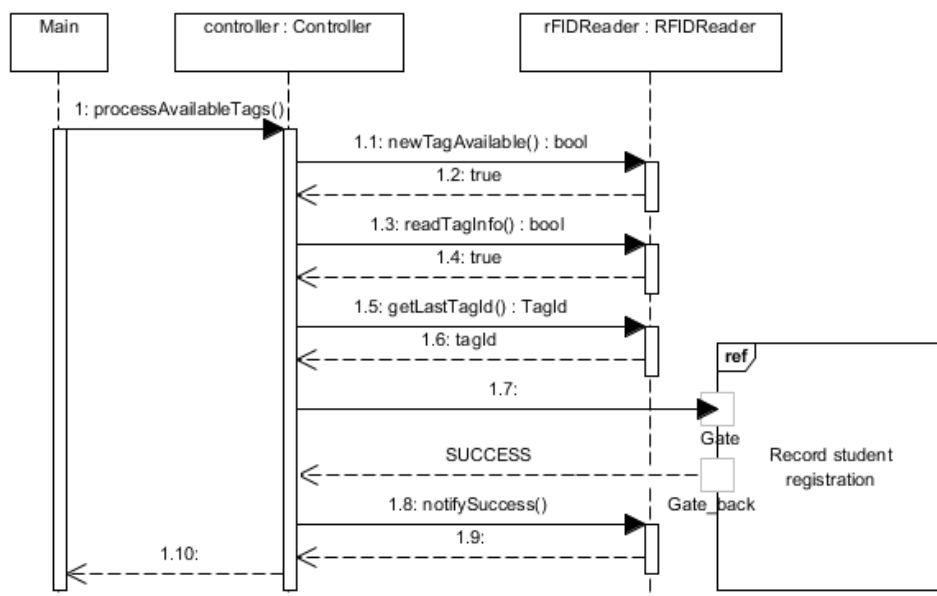 Main
controller : Controller
rFIDReader : RFIDReader
1: processAvailableTags()
1.1: newTagAvailable() : bool
1.2: true
1.3: readTagInfo() : bool
1.4: true
1.5: getLastTagId() : TagId
1.6: tagId
ref
1.7:
Gate
SUCCESS
Record student
registration
Gate_back
1.8: notifySuccess()
1.9:
1.10: